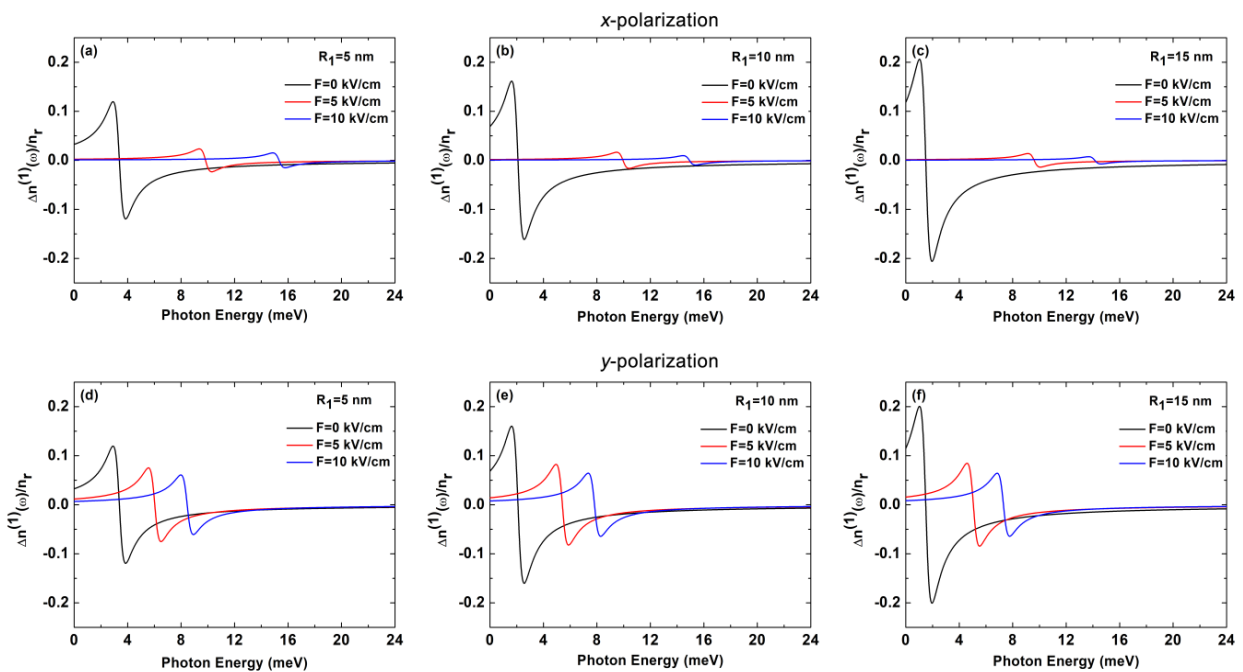 x-polarization
(a)
R1=5 nm
F=0 kV/cm
F=5 kV/cm
F=10 kV/cm
0.2
0.1
0.0
-0.1
-0.2
Δn(1)(ω)/nr
0 4 8 12 16 20 24
Photon Energy (meV)
(b)
R1=10 nm
F=0 kV/cm
F=5 kV/cm
F=10 kV/cm
0.2
0.1
0.0
-0.1
-0.2
Δn(1)(ω)/nr
0 4 8 12 16 20 24
Photon Energy (meV)
(c)
R1=15 nm
F=0 kV/cm
F=5 kV/cm
F=10 kV/cm
0.2
0.1
0.0
-0.1
-0.2
Δn(1)(ω)/nr
0 4 8 12 16 20 24
Photon Energy (meV)
y-polarization
(d)
R1=5 nm
F=0 kV/cm
F=5 kV/cm
F=10 kV/cm
0.2
0.1
0.0
-0.1
-0.2
Δn(1)(ω)/nr
0 4 8 12 16 20 24
Photon Energy (meV)
(e)
R1=10 nm
F=0 kV/cm
F=5 kV/cm
F=10 kV/cm
0.2
0.1
0.0
-0.1
-0.2
Δn(1)(ω)/nr
0 4 8 12 16 20 24
Photon Energy (meV)
(f)
R1=15 nm
F=0 kV/cm
F=5 kV/cm
F=10 kV/cm
0.2
0.1
0.0
-0.1
-0.2
Δn(1)(ω)/nr
0 4 8 12 16 20 24
Photon Energy (meV)